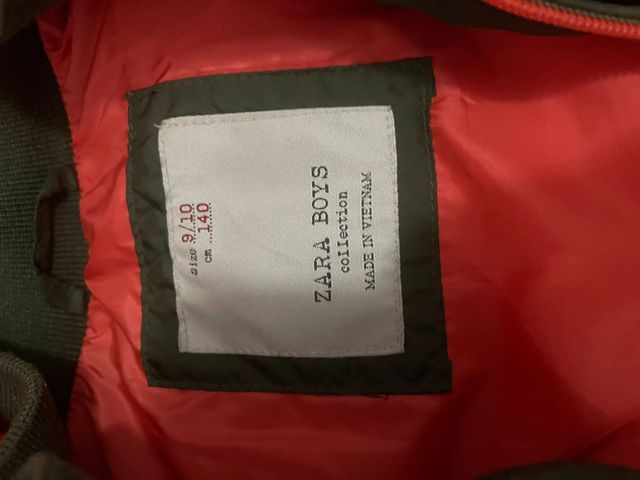 size 9/10
cm 140
ZARA BOYS
collection
MADE IN VIETNAM